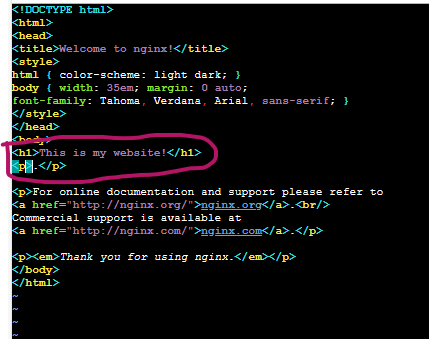 <!DOCTYPE html>
<html>
<head>
<title>Welcome to nginx!</title>
<style>
html { color-scheme: light dark; }
body { width: 35em; margin: 0 auto;
font-family: Tahoma, Verdana, Arial, sans-serif; }
</style>
</head>
<body>
<h1>This is my website!</h1>
<p>.</p>

<p>For online documentation and support please refer to
<a href="http://nginx.org/">nginx.org</a>.<br/>
Commercial support is available at
<a href="http://nginx.com/">nginx.com</a>.</p>

<p><em>Thank you for using nginx.</em></p>
</body>
</html>
~
~
~
~